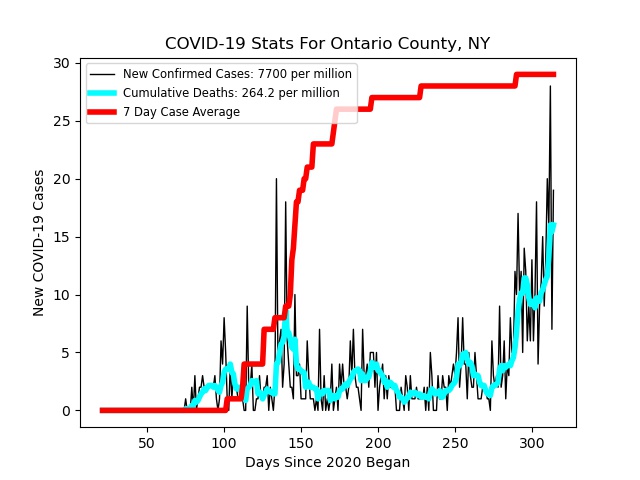 COVID-19 Stats For Ontario County, NY
30
25
20
15
10
5
0
New COVID-19 Cases
New Confirmed Cases: 7700 per million
Cumulative Deaths: 264.2 per million
7 Day Case Average
50 100 150 200 250 300
Days Since 2020 Began